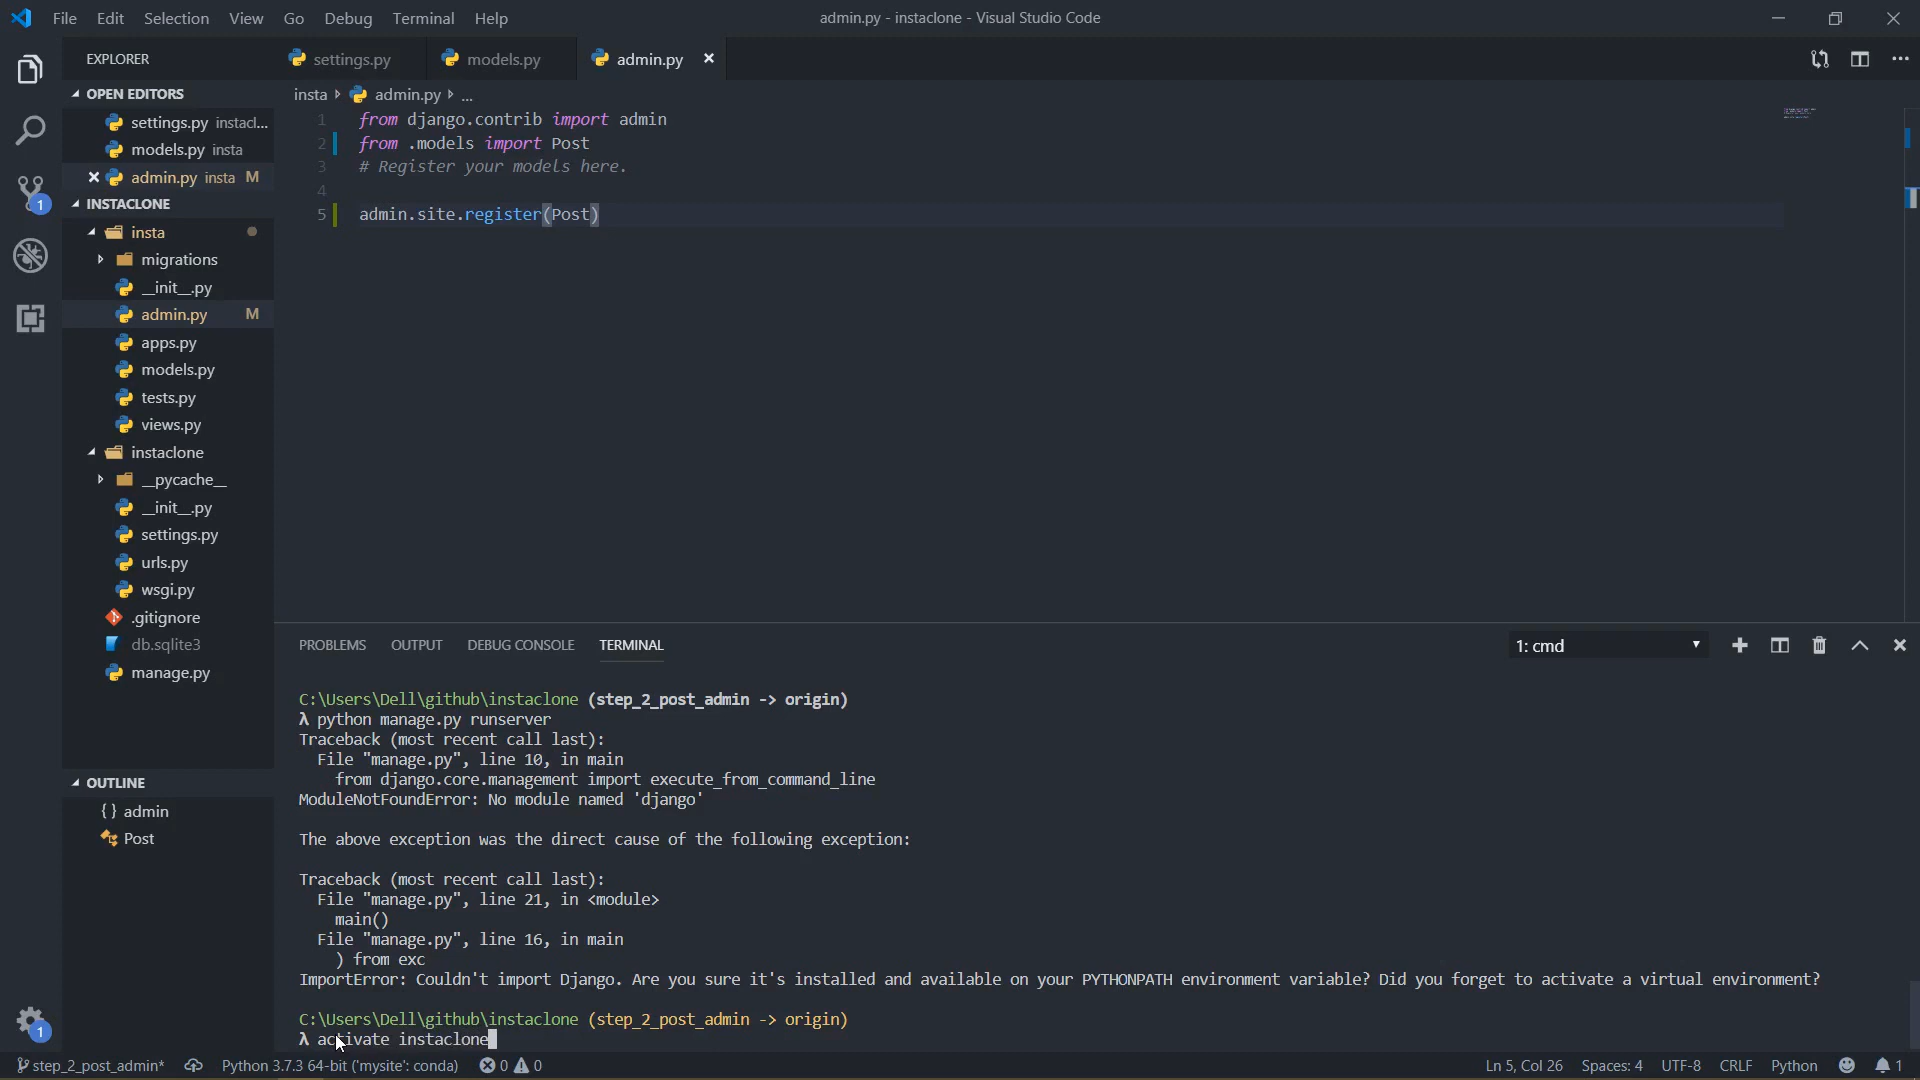 File Edit Selection View Go Debug Terminal Help
admin.py - instaclone - Visual Studio Code
EXPLORER
settings.py
models.py
admin.py
OPEN EDITORS
settings.py instacl...
models.py insta
admin.py insta M
INSTACLONE
insta
migrations
__init__.py
admin.py M
apps.py
models.py
tests.py
views.py
instaclone
__pycache__
__init__.py
settings.py
urls.py
wsgi.py
.gitignore
db.sqlite3
manage.py
OUTLINE
{} admin
Post
insta admin.py ...
1 from django.contrib import admin
2 from .models import Post
3 # Register your models here.
4
5 admin.site.register(Post)
PROBLEMS OUTPUT DEBUG CONSOLE TERMINAL
1: cmd
C:\Users\Dell\github\instaclone (step_2_post_admin -> origin)
λ python manage.py runserver
Traceback (most recent call last):
File "manage.py", line 10, in main
from django.core.management import execute_from_command_line
ModuleNotFoundError: No module named 'django'
The above exception was the direct cause of the following exception:
Traceback (most recent call last):
File "manage.py", line 21, in <module>
main()
File "manage.py", line 16, in main
) from exc
ImportError: Couldn't import Django. Are you sure it's installed and available on your PYTHONPATH environment variable? Did you forget to activate a virtual environment?
C:\Users\Dell\github\instaclone (step_2_post_admin -> origin)
λ activate instaclone
1
1
step_2_post_admin* Python 3.7.3 64-bit ('mysite': conda) 0 0
Ln 5, Col 26 Spaces: 4 UTF-8 CRLF Python 1